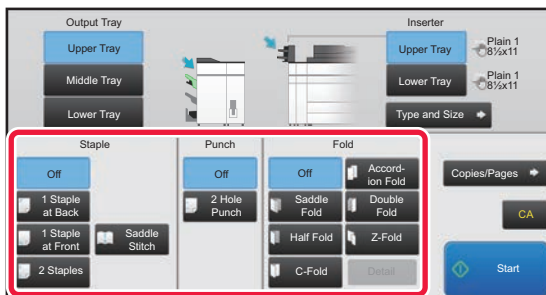 Output Tray
Inserter
Upper Tray
Upper Tray
Plain 1
8½x11
Middle Tray
Lower Tray
Plain 1
8½x11
Lower Tray
Type and Size
Staple
Punch
Fold
Off
Off
Off
Accord-
ion Fold
Copies/Pages
1 Staple
at Back
2 Hole
Punch
Saddle
Fold
Double
Fold
CA
1 Staple
at Front
Saddle
Stitch
Half Fold
Z-Fold
2 Staples
C-Fold
Detail
Start